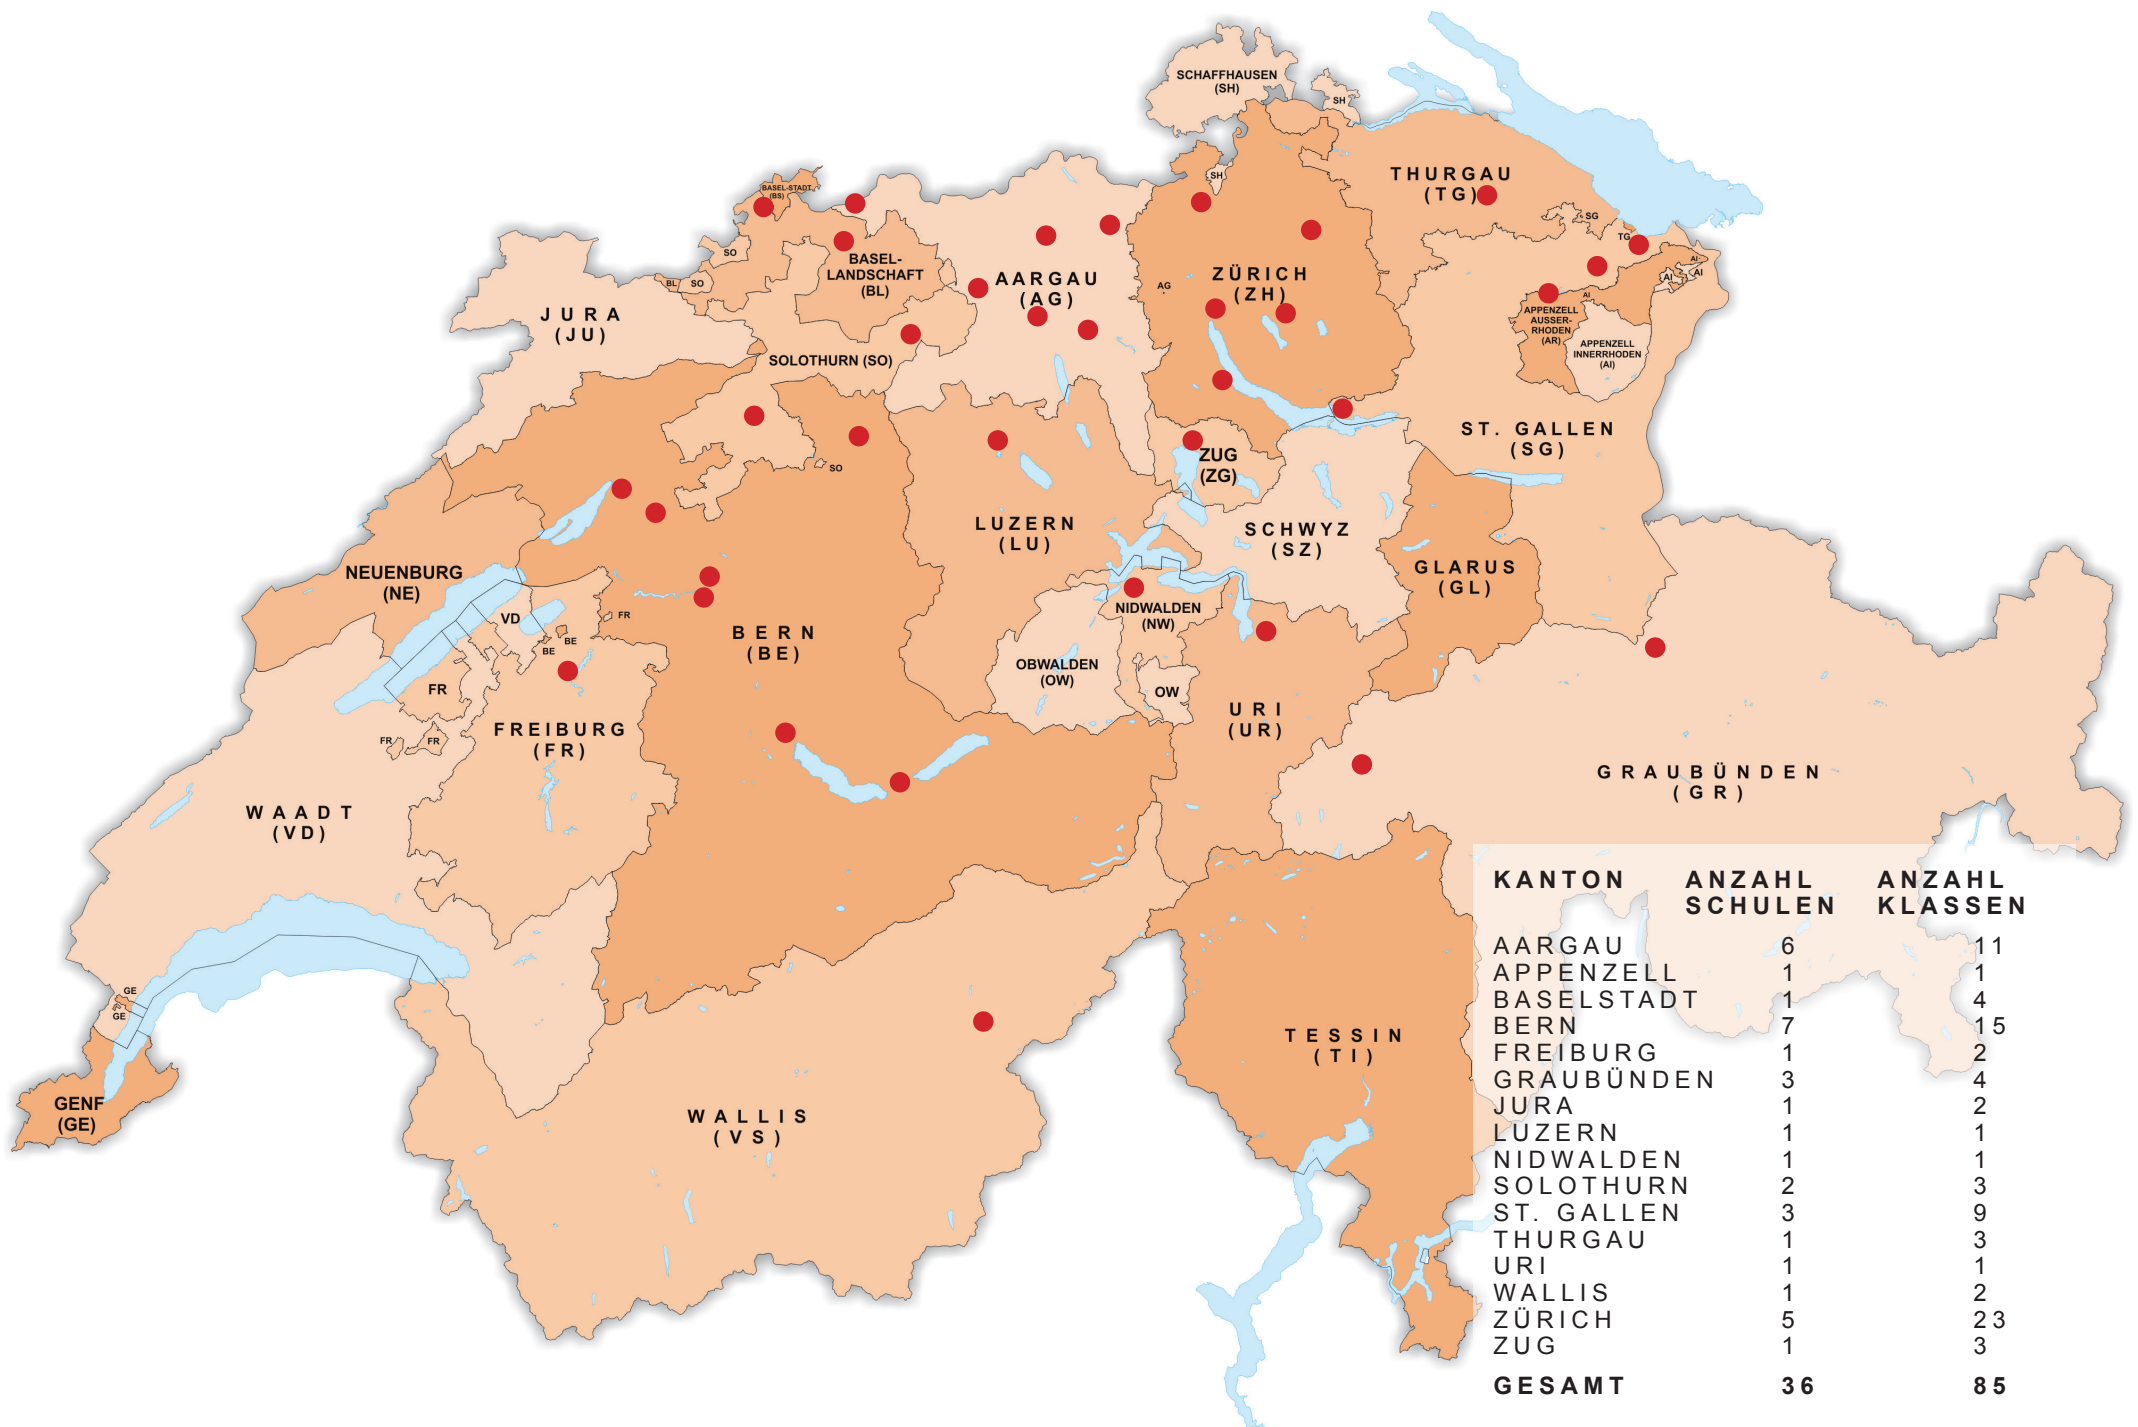 SCHAFFHAUSEN
(SH)
SH
SH
THURGAU
(TG)
BASEL-STADT
(BS)
SG
TG
SO
BASEL-
LANDSCHAFT
(BL)
BL
SO
AARGAU
(AG)
AG
ZÜRICH
(ZH)
AI
AI
AI
AI
APPENZELL
AUSSER-
RHODEN
(AR)
APPENZELL
INNERRHODEN
(AI)
JURA
(JU)
SOLOTHURN (SO)
SO
ST. GALLEN
(SG)
ZUG
(ZG)
LUZERN
(LU)
SCHWYZ
(SZ)
GLARUS
(GL)
NEUENBURG
(NE)
VD
FR
BE
BE
FR
BERN
(BE)
NIDWALDEN
(NW)
OBWALDEN
(OW)
OW
URI
(UR)
FREIBURG
(FR)
FR
FR
GRAUBÜNDEN
(GR)
WAADT
(VD)
GE
GE
GENF
(GE)
WALLIS
(VS)
TESSIN
(TI)
KANTON ANZAHL SCHULEN ANZAHL KLASSEN
AARGAU 6 11
APPENZELL 1 1
BASELSTADT 1 4
BERN 7 15
FREIBURG 1 2
GRAUBÜNDEN 3 4
JURA 1 2
LUZERN 1 1
NIDWALDEN 1 1
SOLOTHURN 2 3
ST. GALLEN 3 9
THURGAU 1 3
URI 1 1
WALLIS 1 2
ZÜRICH 5 23
ZUG 1 3
GESAMT 36 85